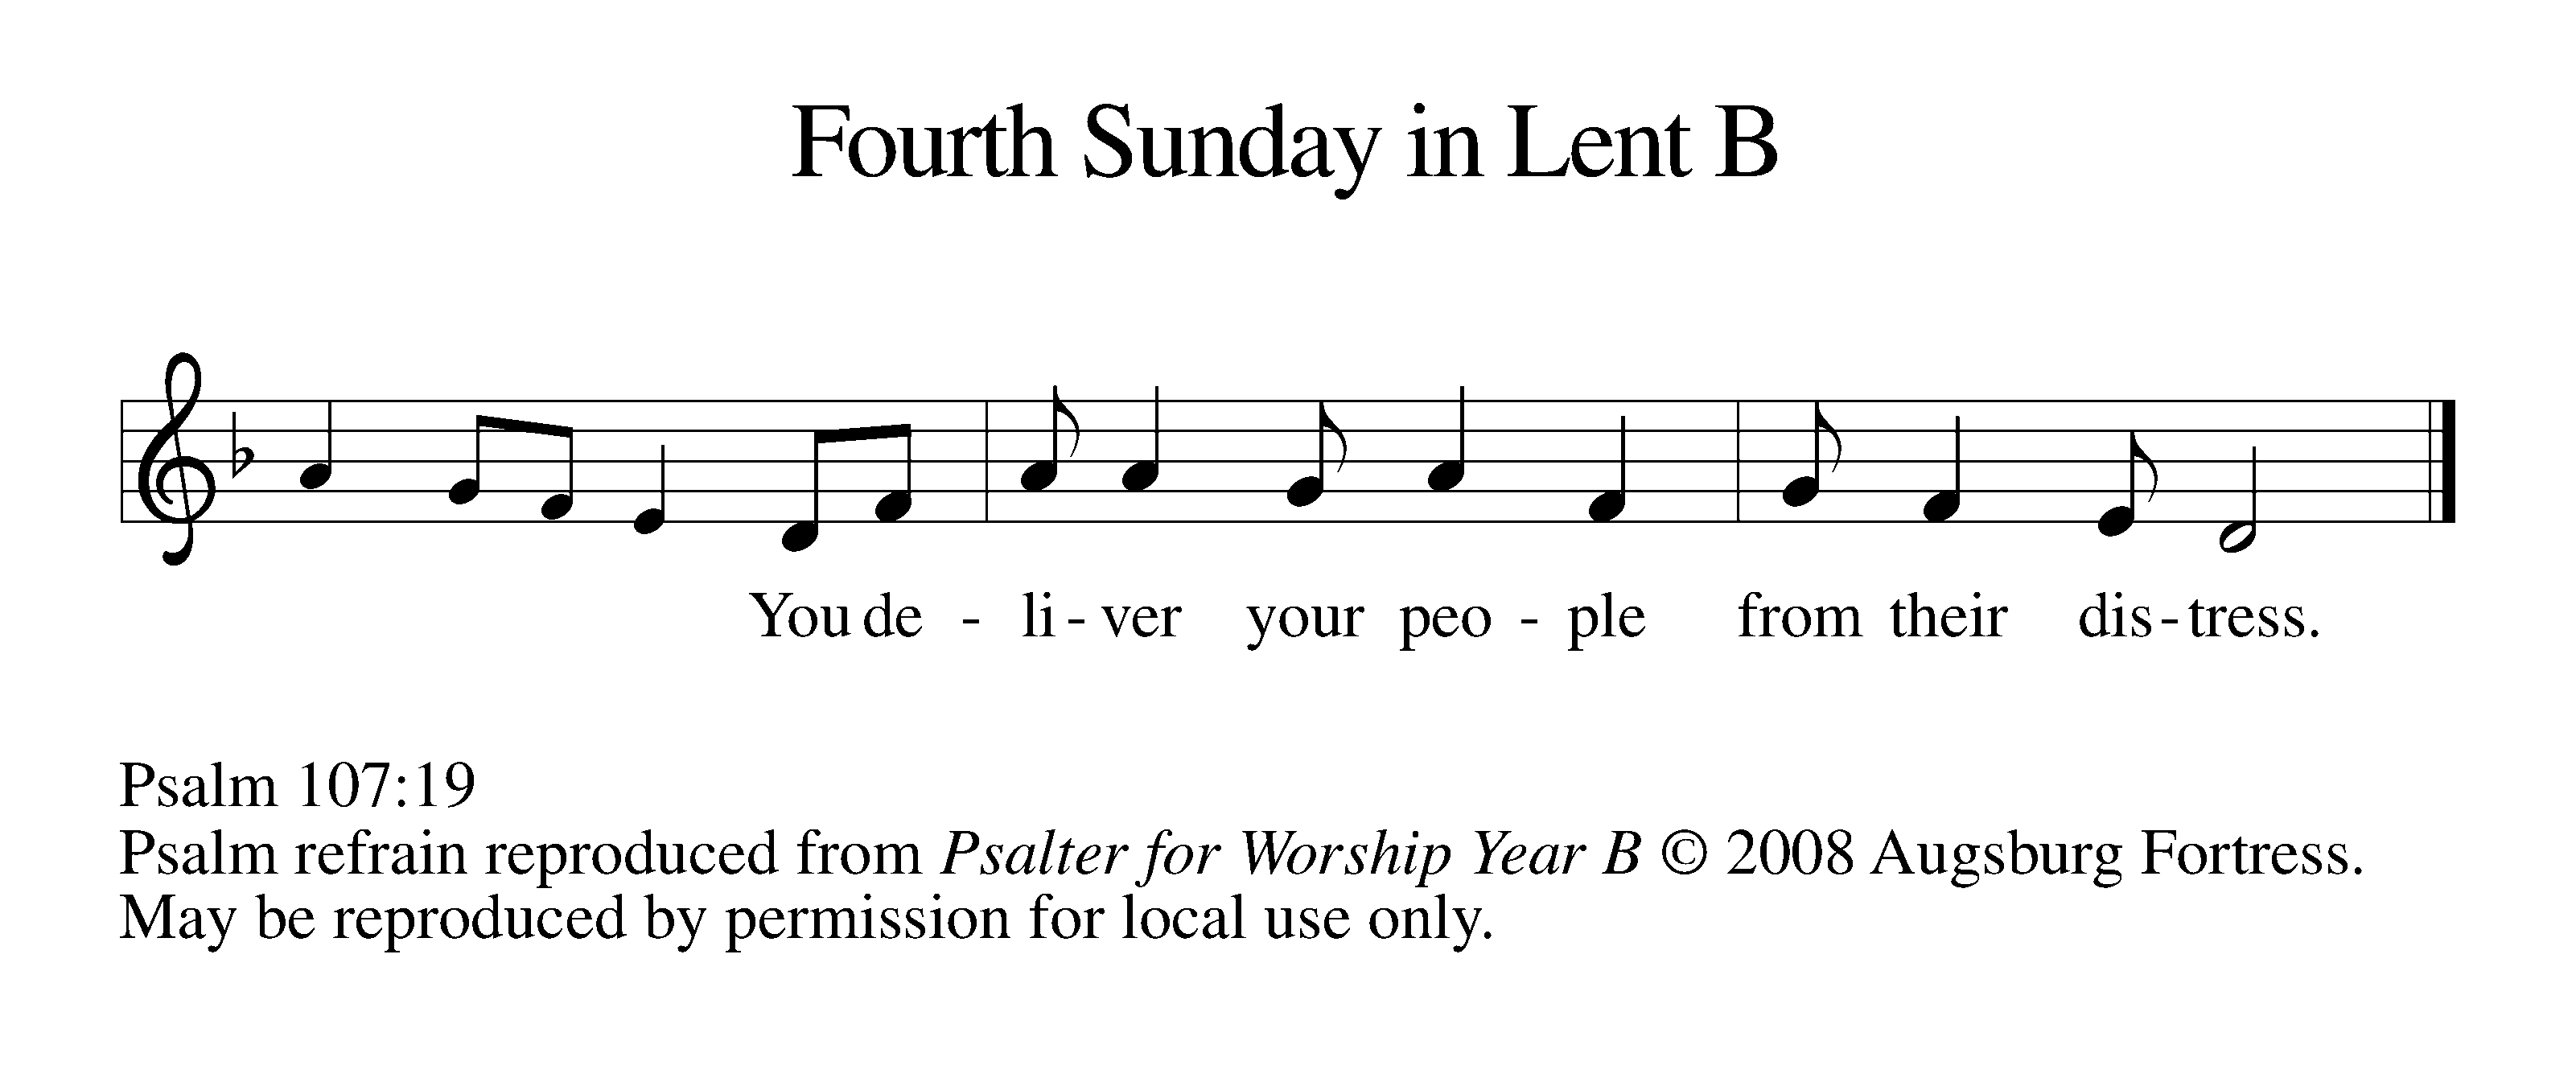 Fourth Sunday in Lent B
You de - li - ver your peo - ple from their dis - tress.
Psalm 107:19
Psalm refrain reproduced from Psalter for Worship Year B © 2008 Augsburg Fortress.
May be reproduced by permission for local use only.